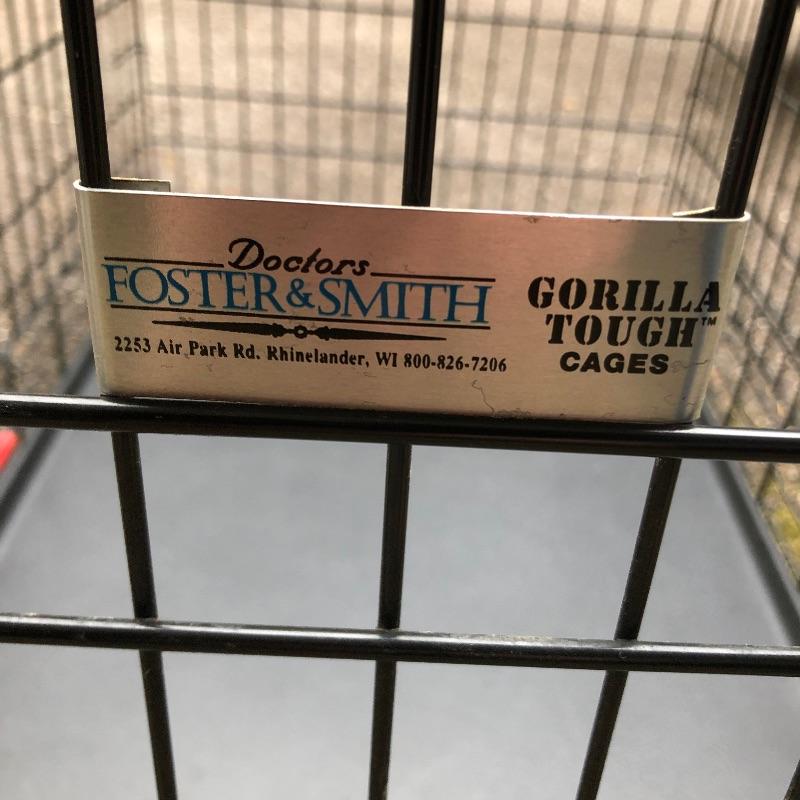 Doctors
FOSTER&SMITH
2253 Air Park Rd. Rhinelander, WI 800-826-7206
GORILLA
TOUGH™
CAGES